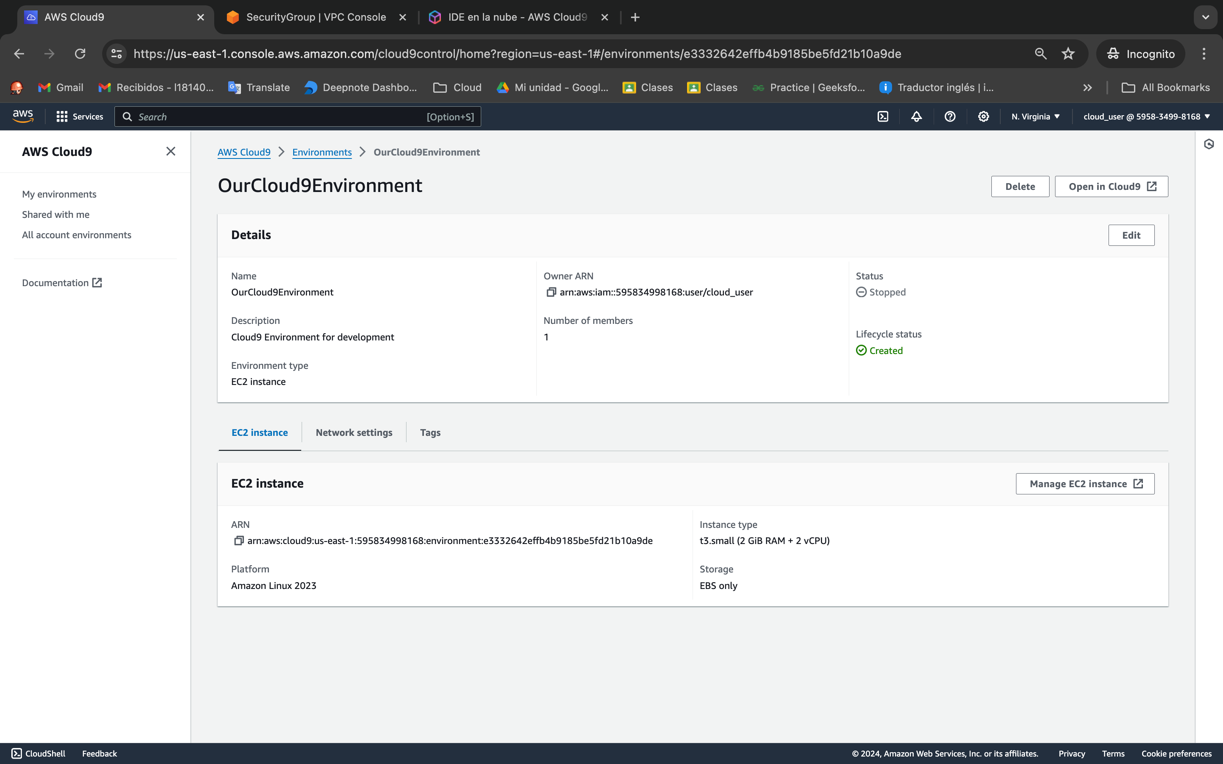 AWS Cloud9
SecurityGroup | VPC Console
IDE en la nube - AWS Cloud9
https://us-east-1.console.aws.amazon.com/cloud9control/home?region=us-east-1#/environments/e3332642effb4b9185be5fd21b10a9de
Incognito
Gmail
Recibidos - l18140...
Translate
Deepnote Dashbo...
Cloud
Mi unidad - Googl...
Clases
Clases
Practice | Geeksfo...
Traductor inglés | i...
All Bookmarks
aws
Services
Search
[Option+S]
N. Virginia
cloud_user @ 5958-3499-8168
AWS Cloud9
My environments
Shared with me
All account environments
Documentation
AWS Cloud9 > Environments > OurCloud9Environment
OurCloud9Environment
Delete
Open in Cloud9
Details
Edit
Name
OurCloud9Environment
Description
Cloud9 Environment for development
Environment type
EC2 instance
Owner ARN
arn:aws:iam::595834998168:user/cloud_user
Number of members
1
Status
Stopped
Lifecycle status
Created
EC2 instance
Network settings
Tags
EC2 instance
Manage EC2 instance
ARN
arn:aws:cloud9:us-east-1:595834998168:environment:e3332642effb4b9185be5fd21b10a9de
Platform
Amazon Linux 2023
Instance type
t3.small (2 GiB RAM + 2 vCPU)
Storage
EBS only
CloudShell
Feedback
© 2024, Amazon Web Services, Inc. or its affiliates.
Privacy
Terms
Cookie preferences